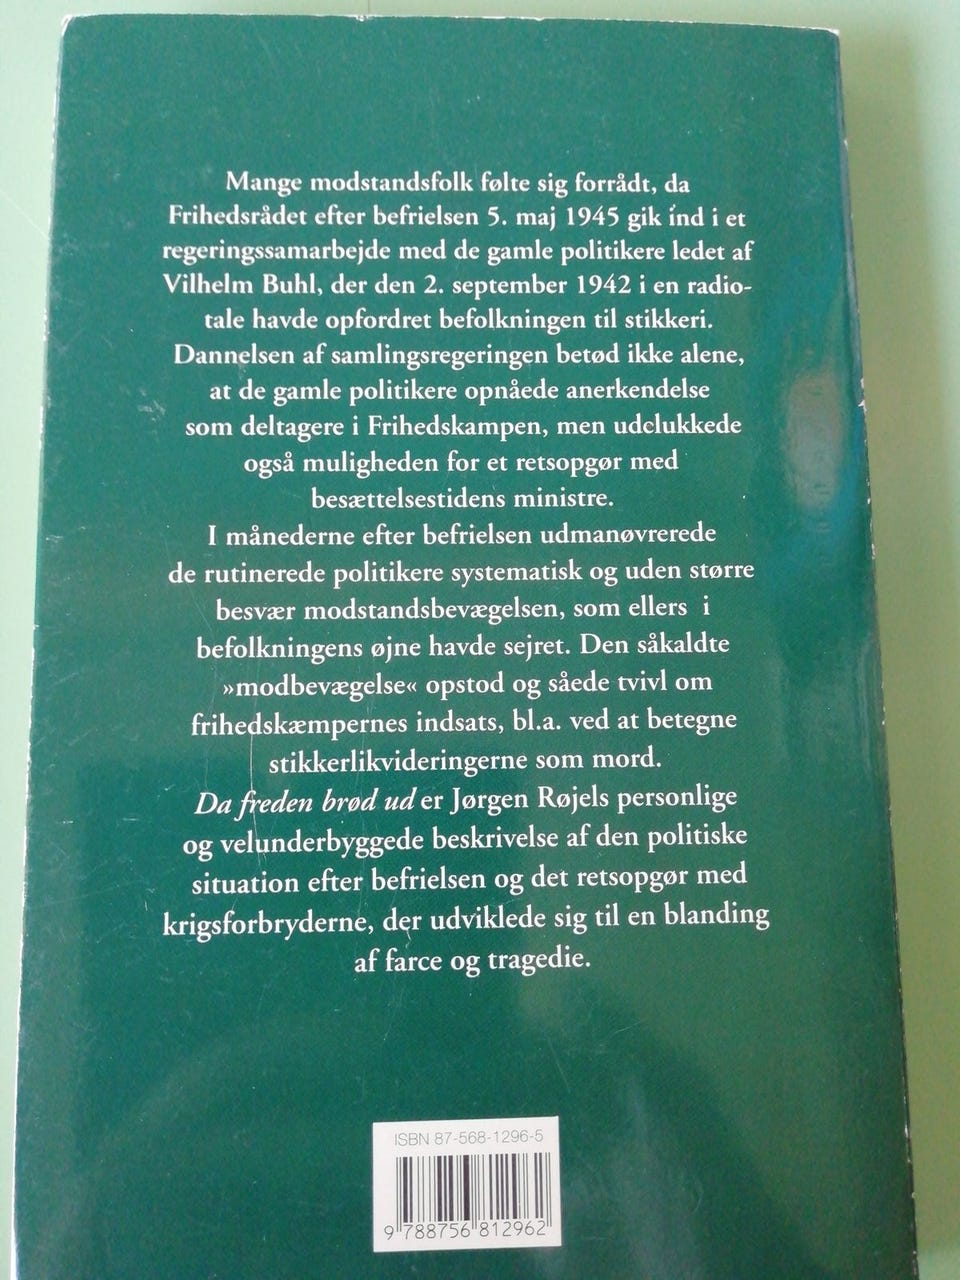 Mange modstandsfolk følte sig forrådt, da
Frihedsrådet efter befrielsen 5. maj 1945 gik ind i et
regeringssamarbejde med de gamle politikere ledet af
Vilhelm Buhl, der den 2. september 1942 i en radio-
tale havde opfordret befolkningen til stikkeri.
Dannelsen af samlingsregeringen betød ikke alene,
at de gamle politikere opnåede anerkendelse
som deltagere i Frihedskampen, men udclukkede
også muligheden for et retsopgør med
besættelsestidens ministre.
I månederne efter befrielsen udmanøvrerede
de rutinerede politikere systematisk og uden større
besvær modstandsbevægelsen, som ellers i
befolkningens øjne havde sejret. Den såkaldte
»modbevægelse« opstod og såede tvivl om
frihedskæmpernes indsats, bl.a. ved at betegne
stikkerlikvideringerne som mord.
Da freden brød ud er Jørgen Røjels personlige
og velunderbyggede beskrivelse af den politiske
situation efter befrielsen og det retsopgør med
krigsforbryderne, der udviklede sig til en blanding
af farce og tragedie.
ISBN 87-568-1296-5
9 788756 812962